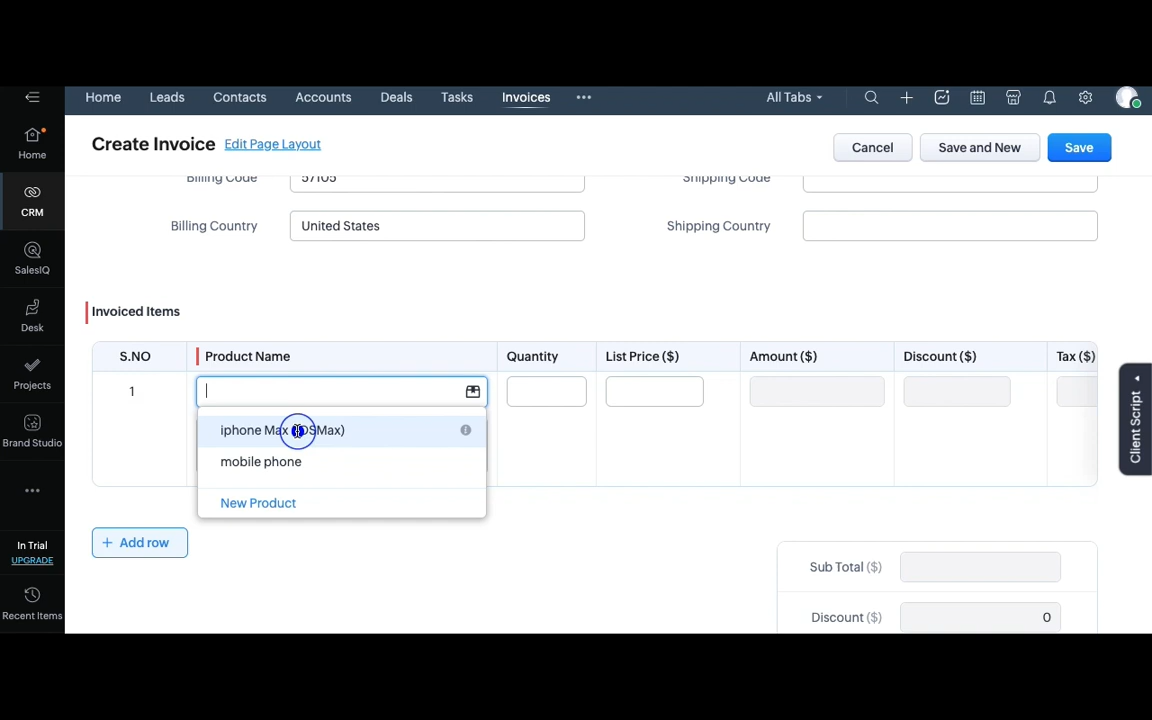 Home Leads Contacts Accounts Deals Tasks Invoices ••• All Tabs
Home
CRM
SalesIQ
Desk
Projects
Brand Studio
In Trial
UPGRADE
Recent Items
Create Invoice Edit Page Layout Cancel Save and New Save
Billing Code 57105 Shipping Code
Billing Country United States Shipping Country
Invoiced Items
S.NO Product Name Quantity List Price ($) Amount ($) Discount ($) Tax ($)
1
iphone Max
mobile phone
New Product
+ Add row
Sub Total ($)
Discount ($) 0
Client Script